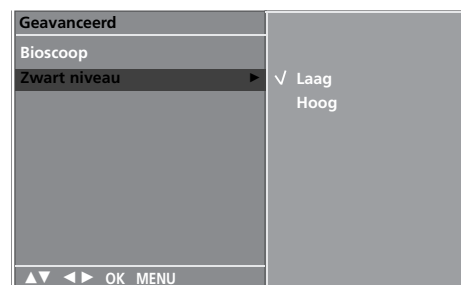 Geavanceerd
Bioscoop
Zwart niveau ►
√ Laag
Hoog
▲▼ ◄► OK MENU